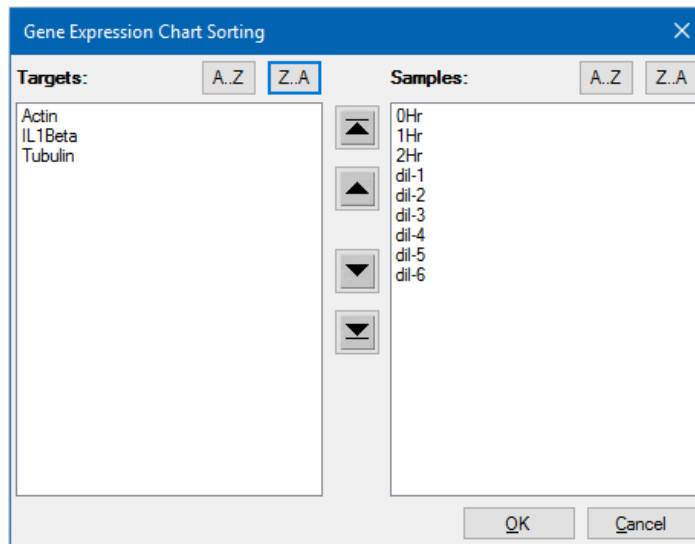 Gene Expression Chart Sorting
Targets: A..Z Z..A
Actin
IL1Beta
Tubulin
Samples: A..Z Z..A
0Hr
1Hr
2Hr
dil-1
dil-2
dil-3
dil-4
dil-5
dil-6
OK Cancel